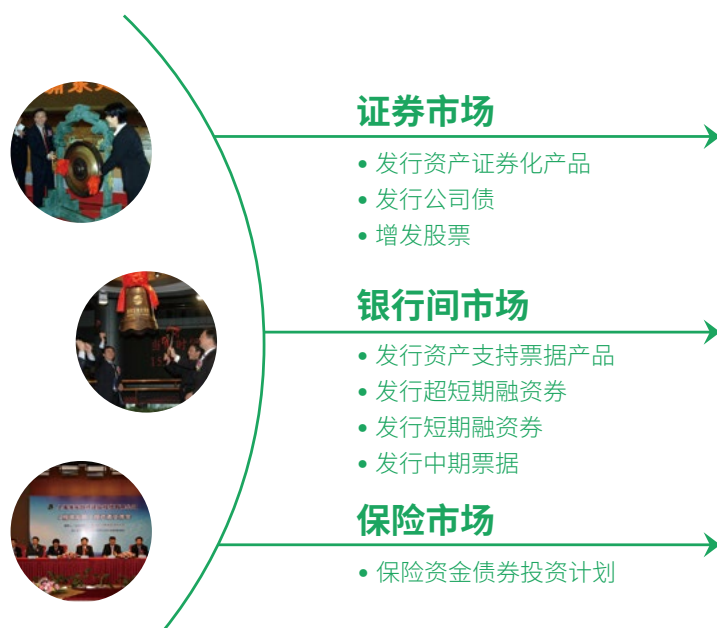 证券市场
• 发行资产证券化产品
• 发行公司债
• 增发股票
银行间市场
• 发行资产支持票据产品
• 发行超短期融资券
• 发行短期融资券
• 发行中期票据
保险市场
• 保险资金债券投资计划